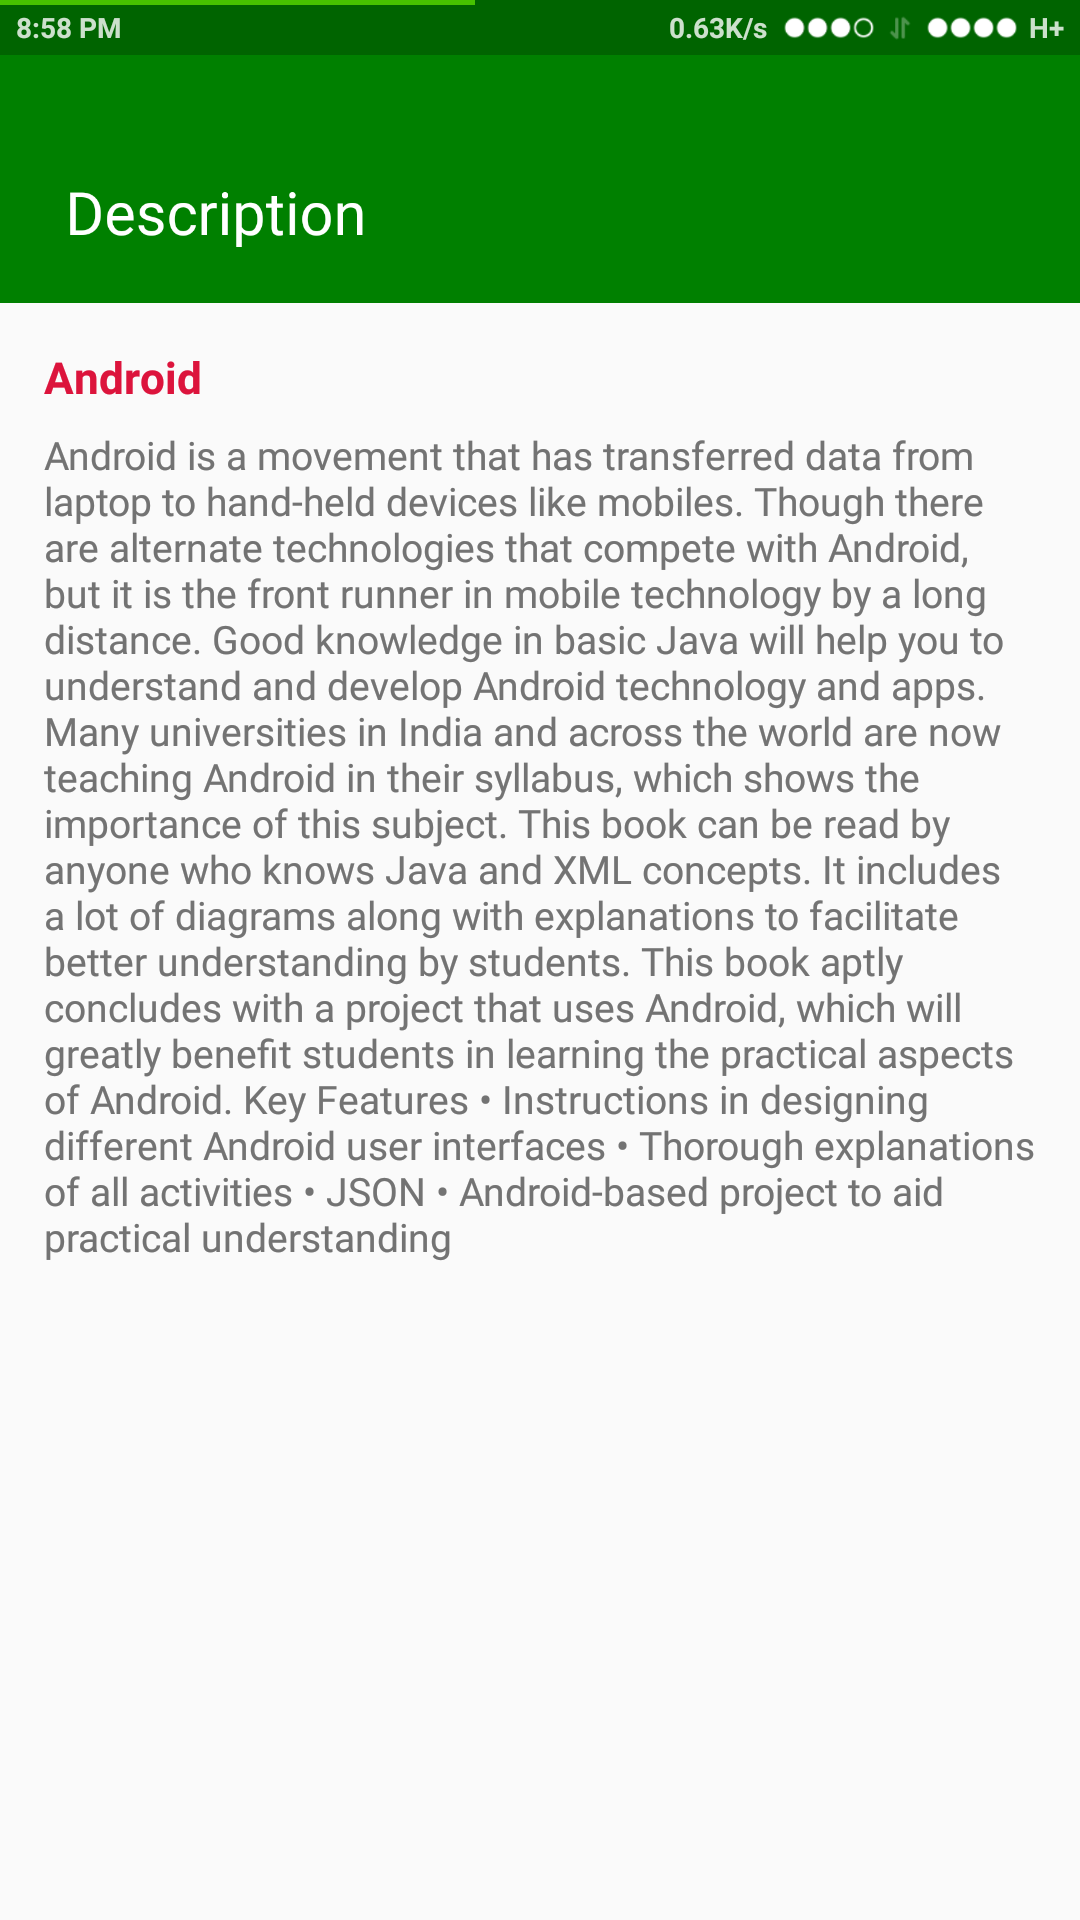 8:58 PM 0.63K/s H+
Description
Android
Android is a movement that has transferred data from
laptop to hand-held devices like mobiles. Though there
are alternate technologies that compete with Android,
but it is the front runner in mobile technology by a long
distance. Good knowledge in basic Java will help you to
understand and develop Android technology and apps.
Many universities in India and across the world are now
teaching Android in their syllabus, which shows the
importance of this subject. This book can be read by
anyone who knows Java and XML concepts. It includes
a lot of diagrams along with explanations to facilitate
better understanding by students. This book aptly
concludes with a project that uses Android, which will
greatly benefit students in learning the practical aspects
of Android. Key Features • Instructions in designing
different Android user interfaces • Thorough explanations
of all activities • JSON • Android-based project to aid
practical understanding